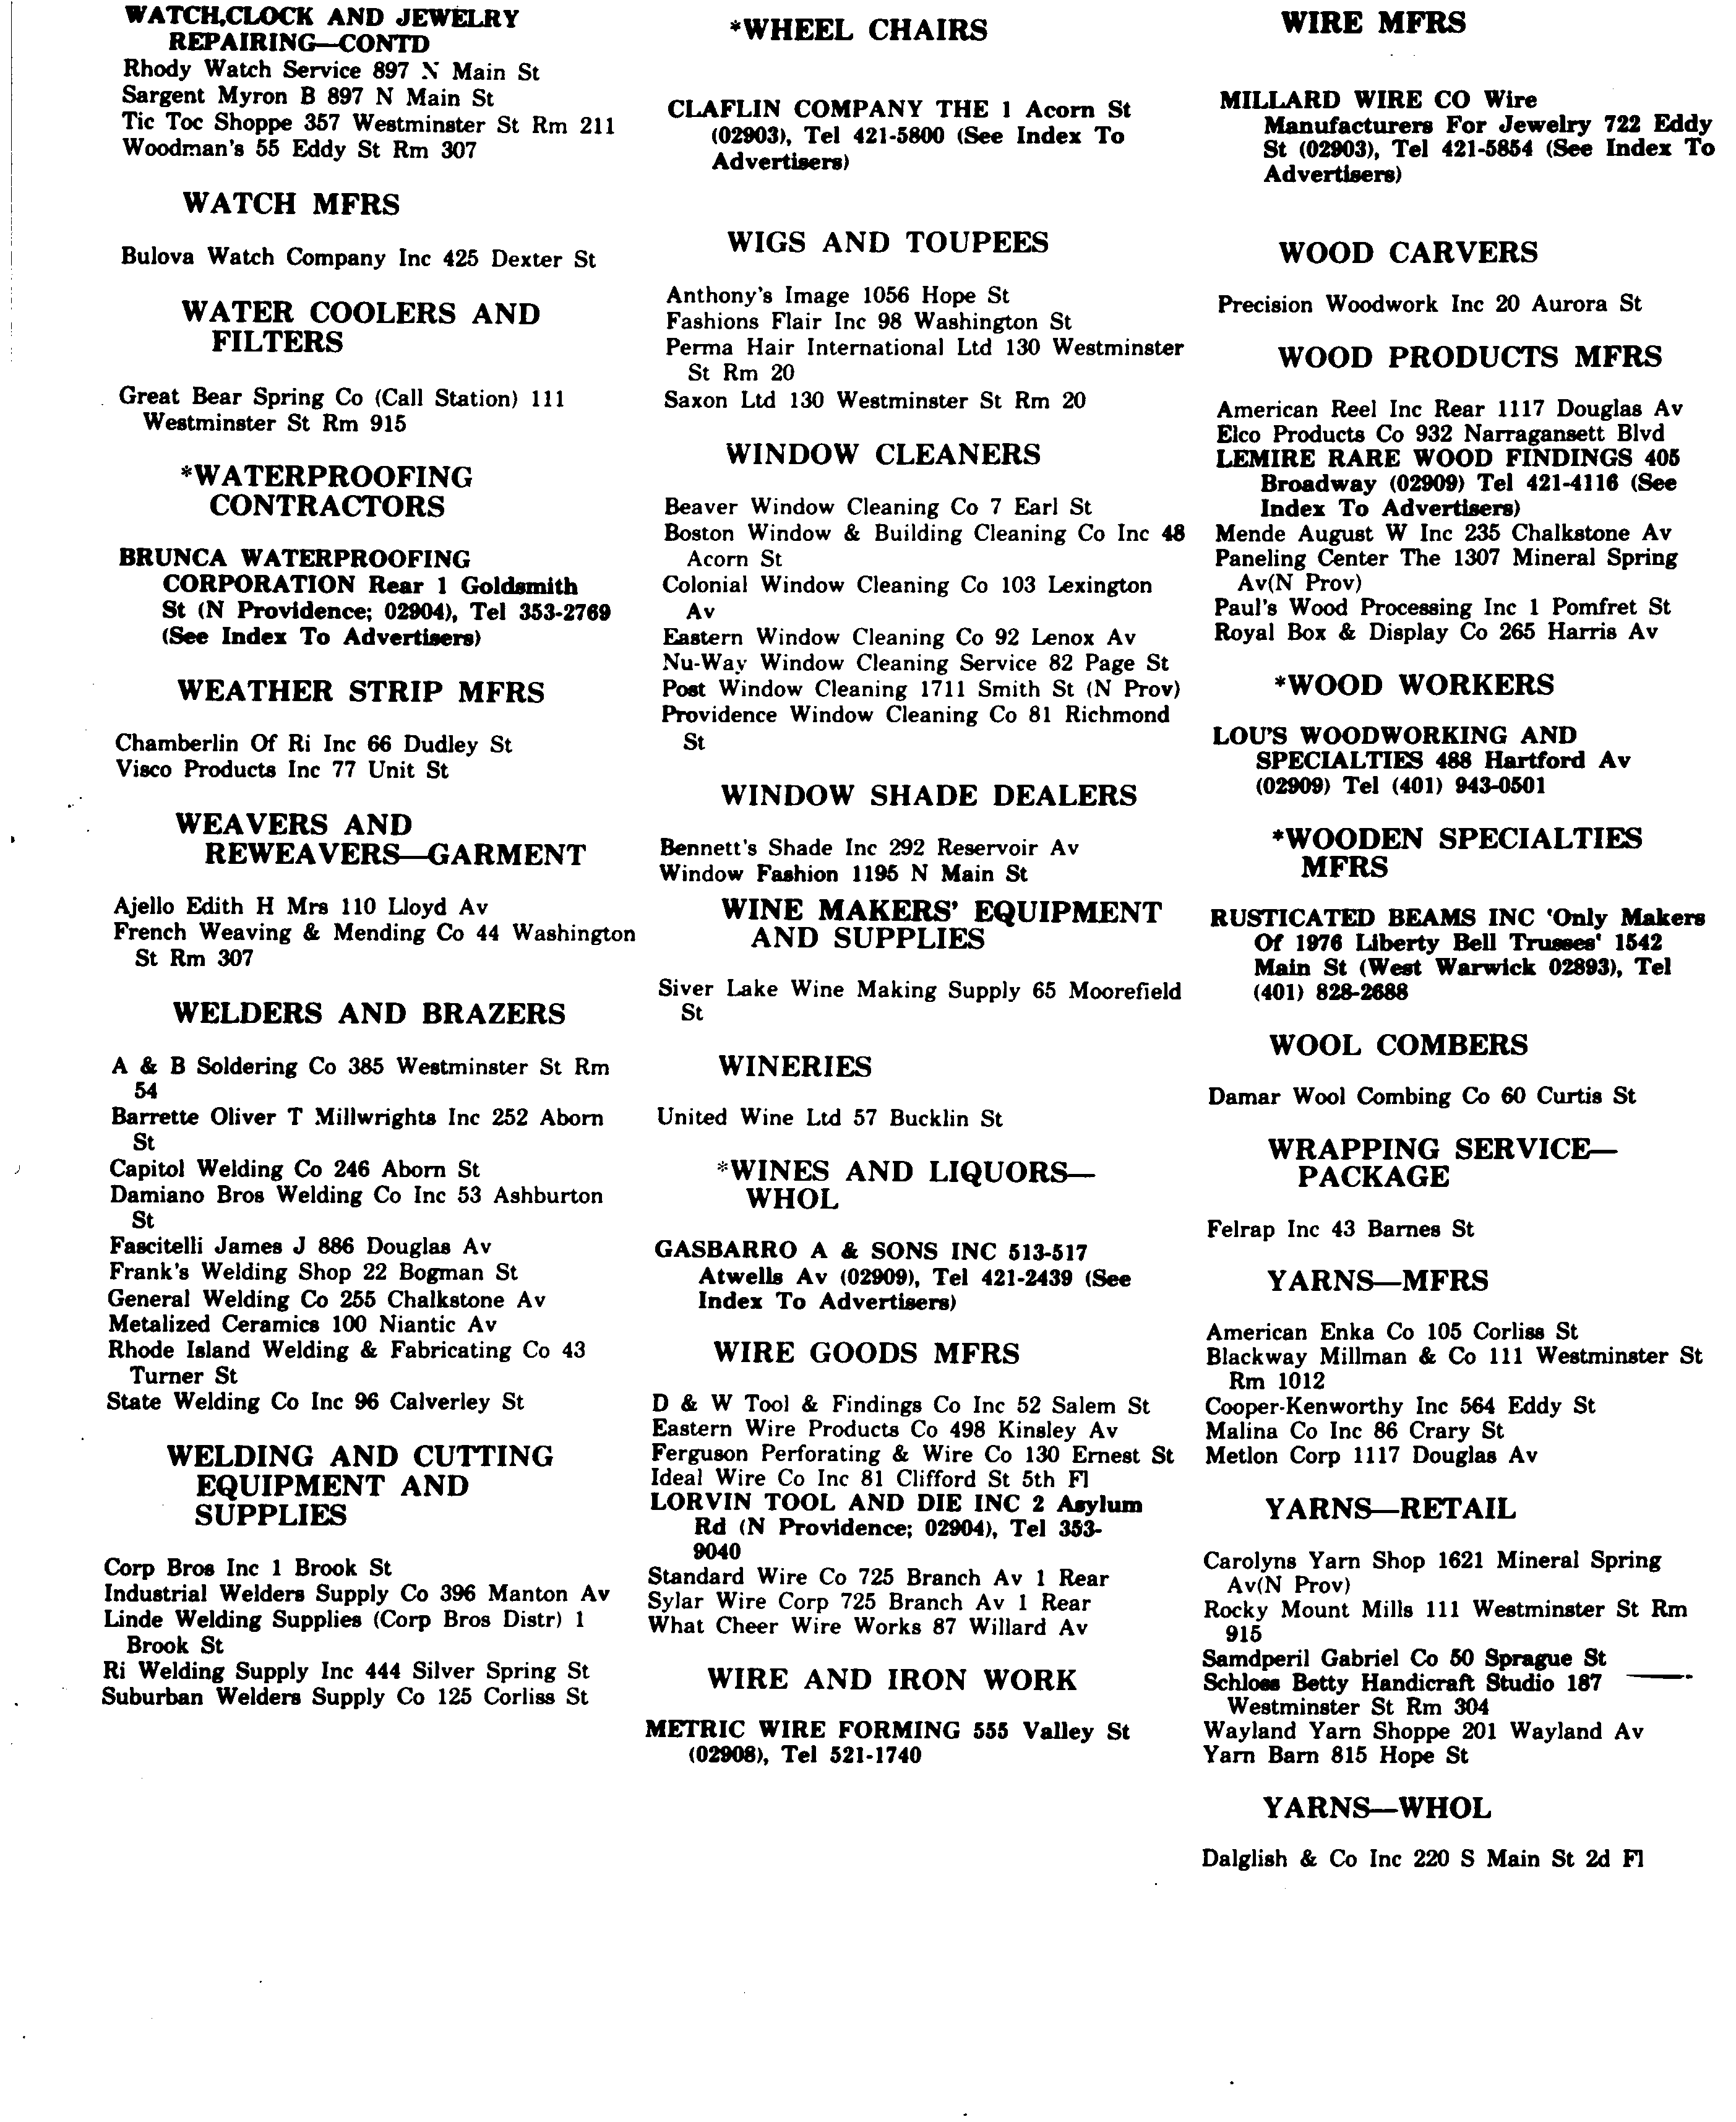 WATCH,CLOCK AND JEWELRY
REPAIRING—CONTD
Rhody Watch Service 897 N Main St
Sargent Myron B 897 N Main St
Tic Toc Shoppe 357 Westminster St Rm 211
Woodman's 55 Eddy St Rm 307
WATCH MFRS
Bulova Watch Company Inc 425 Dexter St
WATER COOLERS AND
FILTERS
Great Bear Spring Co (Call Station) 111
Westminster St Rm 915
*WATERPROOFING
CONTRACTORS
BRUNCA WATERPROOFING
CORPORATION Rear 1 Goldsmith
St (N Providence; 02904), Tel 353-2769
(See Index To Advertisers)
WEATHER STRIP MFRS
Chamberlin Of Ri Inc 66 Dudley St
Visco Products Inc 77 Unit St
WEAVERS AND
REWEAVERS—GARMENT
Ajello Edith H Mrs 110 Lloyd Av
French Weaving & Mending Co 44 Washington
St Rm 307
WELDERS AND BRAZERS
A & B Soldering Co 385 Westminster St Rm
54
Barrette Oliver T Millwrights Inc 252 Aborn
St
Capitol Welding Co 246 Aborn St
Damiano Bros Welding Co Inc 53 Ashburton
St
Fascitelli James J 886 Douglas Av
Frank's Welding Shop 22 Bogman St
General Welding Co 255 Chalkstone Av
Metalized Ceramics 100 Niantic Av
Rhode Island Welding & Fabricating Co 43
Turner St
State Welding Co Inc 96 Calverley St
WELDING AND CUTTING
EQUIPMENT AND
SUPPLIES
Corp Bros Inc 1 Brook St
Industrial Welders Supply Co 396 Manton Av
Linde Welding Supplies (Corp Bros Distr) 1
Brook St
Ri Welding Supply Inc 444 Silver Spring St
Suburban Welders Supply Co 125 Corliss St
*WHEEL CHAIRS
CLAFLIN COMPANY THE 1 Acorn St
(02903), Tel 421-5800 (See Index To
Advertisers)
WIGS AND TOUPEES
Anthony's Image 1056 Hope St
Fashions Flair Inc 98 Washington St
Perma Hair International Ltd 130 Westminster
St Rm 20
Saxon Ltd 130 Westminster St Rm 20
WINDOW CLEANERS
Beaver Window Cleaning Co 7 Earl St
Boston Window & Building Cleaning Co Inc 48
Acorn St
Colonial Window Cleaning Co 103 Lexington
Av
Eastern Window Cleaning Co 92 Lenox Av
Nu-Way Window Cleaning Service 82 Page St
Post Window Cleaning 1711 Smith St (N Prov)
Providence Window Cleaning Co 81 Richmond
St
WINDOW SHADE DEALERS
Bennett's Shade Inc 292 Reservoir Av
Window Fashion 1195 N Main St
WINE MAKERS' EQUIPMENT
AND SUPPLIES
Siver Lake Wine Making Supply 65 Moorefield
St
WINERIES
United Wine Ltd 57 Bucklin St
*WINES AND LIQUORS—
WHOL
GASBARRO A & SONS INC 513-517
Atwells Av (02909), Tel 421-2439 (See
Index To Advertisers)
WIRE GOODS MFRS
D & W Tool & Findings Co Inc 52 Salem St
Eastern Wire Products Co 498 Kinsley Av
Ferguson Perforating & Wire Co 130 Ernest St
Ideal Wire Co Inc 81 Clifford St 5th Fl
LORVIN TOOL AND DIE INC 2 Asylum
Rd (N Providence; 02904), Tel 353-
9040
Standard Wire Co 725 Branch Av 1 Rear
Sylar Wire Corp 725 Branch Av 1 Rear
What Cheer Wire Works 87 Willard Av
WIRE AND IRON WORK
METRIC WIRE FORMING 555 Valley St
(02908), Tel 521-1740
WIRE MFRS
MILLARD WIRE CO Wire
Manufacturers For Jewelry 722 Eddy
St (02903), Tel 421-5854 (See Index To
Advertisers)
WOOD CARVERS
Precision Woodwork Inc 20 Aurora St
WOOD PRODUCTS MFRS
American Reel Inc Rear 1117 Douglas Av
Elco Products Co 932 Narragansett Blvd
LEMIRE RARE WOOD FINDINGS 405
Broadway (02909) Tel 421-4116 (See
Index To Advertisers)
Mende August W Inc 235 Chalkstone Av
Paneling Center The 1307 Mineral Spring
Av(N Prov)
Paul's Wood Processing Inc 1 Pomfret St
Royal Box & Display Co 265 Harris Av
*WOOD WORKERS
LOU'S WOODWORKING AND
SPECIALTIES 488 Hartford Av
(02909) Tel (401) 943-0501
*WOODEN SPECIALTIES
MFRS
RUSTICATED BEAMS INC 'Only Makers
Of 1976 Liberty Bell Trusses' 1542
Main St (West Warwick 02893), Tel
(401) 828-2688
WOOL COMBERS
Damar Wool Combing Co 60 Curtis St
WRAPPING SERVICE—
PACKAGE
Felrap Inc 43 Barnes St
YARNS—MFRS
American Enka Co 105 Corliss St
Blackway Millman & Co 111 Westminster St
Rm 1012
Cooper-Kenworthy Inc 564 Eddy St
Malina Co Inc 86 Crary St
Metlon Corp 1117 Douglas Av
YARNS—RETAIL
Carolyns Yarn Shop 1621 Mineral Spring
Av(N Prov)
Rocky Mount Mills 111 Westminster St Rm
915
Samdperil Gabriel Co 50 Sprague St
Schloss Betty Handicraft Studio 187
Westminster St Rm 304
Wayland Yarn Shoppe 201 Wayland Av
Yarn Barn 815 Hope St
YARNS—WHOL
Dalglish & Co Inc 220 S Main St 2d Fl